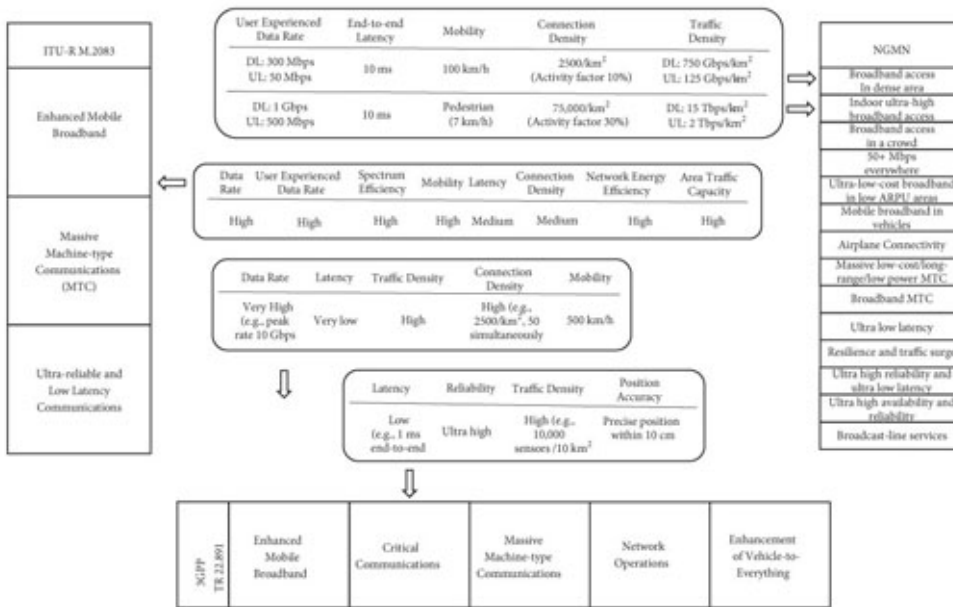 User Experienced Data Rate
End-to-end Latency
Mobility
Connection Density
Traffic Density
DL: 300 Mbps
UL: 50 Mbps
10 ms
100 km/h
2500/km²
(Activity factor 10%)
DL: 750 Gbps/km²
UL: 125 Gbps/km²
DL: 1 Gbps
UL: 500 Mbps
10 ms
Pedestrian
(7 km/h)
75,000/km²
(Activity factor 30%)
DL: 15 Tbps/km²
UL: 2 Tbps/km²
ITU-R M.2083
Enhanced Mobile
Broadband
Massive
Machine-type
Communications
(MTC)
Ultra-reliable and
Low Latency
Communications
Data
Rate
User Experienced
Data Rate
Spectrum
Efficiency
Mobility
Latency
Connection
Density
Network Energy
Efficiency
Area Traffic
Capacity
High
High
High
High
Medium
Medium
High
High
Data Rate
Latency
Traffic Density
Connection
Density
Mobility
Very High
(e.g., peak
rate 10 Gbps
Very low
High
High (e.g.,
2500/km², 50
simultaneously
500 km/h
Latency
Reliability
Traffic Density
Position
Accuracy
Low
(e.g., 1 ms
end-to-end
Ultra high
High (e.g.,
10,000
sensors /10 km²
Precise position
within 10 cm
NGMN
Broadband access
In dense area
Indoor ultra-high
broadband access
Broadband access
in a crowd
50+ Mbps
everywhere
Ultra-low-cost broadband
in low ARPU areas
Mobile broadband in
vehicles
Airplane Connectivity
Massive low-cost/long-
range/low power MTC
Broadband MTC
Ultra low latency
Resilience and traffic surge
Ultra high reliability and
ultra low latency
Ultra high availability and
reliability
Broadcast-line services
3GPP
TR 22.891
Enhanced
Mobile
Broadband
Critical
Communications
Massive
Machine-type
Communications
Network
Operations
Enhancement
of Vehicle-to-
Everything